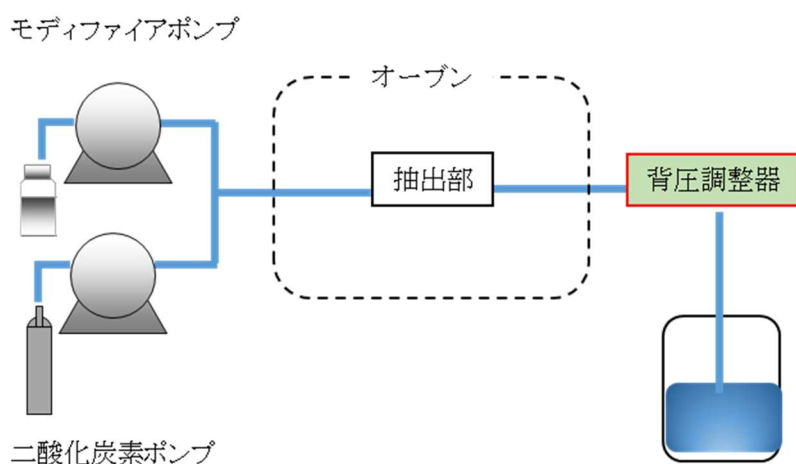 モディファイアポンプ
オーブン
抽出部
背圧調整器
二酸化炭素ポンプ